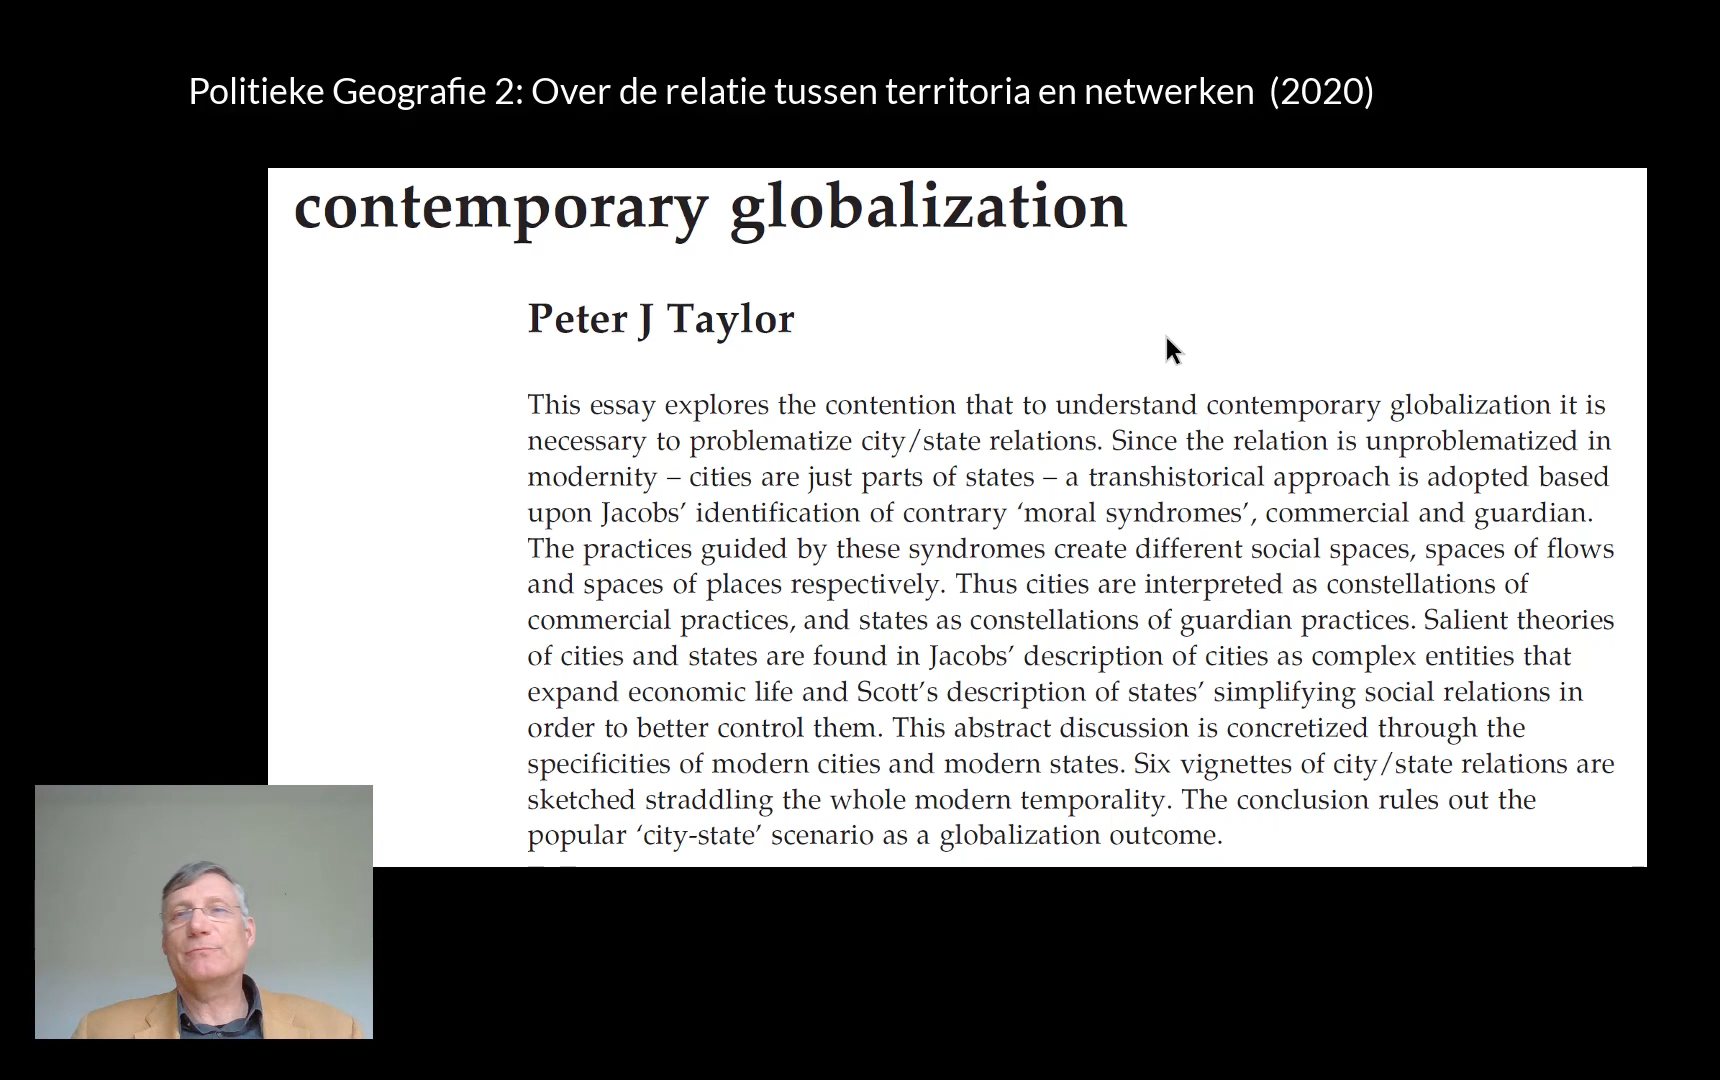 Politieke Geografie 2: Over de relatie tussen territoria en netwerken (2020)
contemporary globalization
Peter J Taylor
This essay explores the contention that to understand contemporary globalization it is
necessary to problematize city/state relations. Since the relation is unproblematized in
modernity – cities are just parts of states – a transhistorical approach is adopted based
upon Jacobs’ identification of contrary ‘moral syndromes’, commercial and guardian.
The practices guided by these syndromes create different social spaces, spaces of flows
and spaces of places respectively. Thus cities are interpreted as constellations of
commercial practices, and states as constellations of guardian practices. Salient theories
of cities and states are found in Jacobs’ description of cities as complex entities that
expand economic life and Scott’s description of states’ simplifying social relations in
order to better control them. This abstract discussion is concretized through the
specificities of modern cities and modern states. Six vignettes of city/state relations are
sketched straddling the whole modern temporality. The conclusion rules out the
popular ‘city-state’ scenario as a globalization outcome.